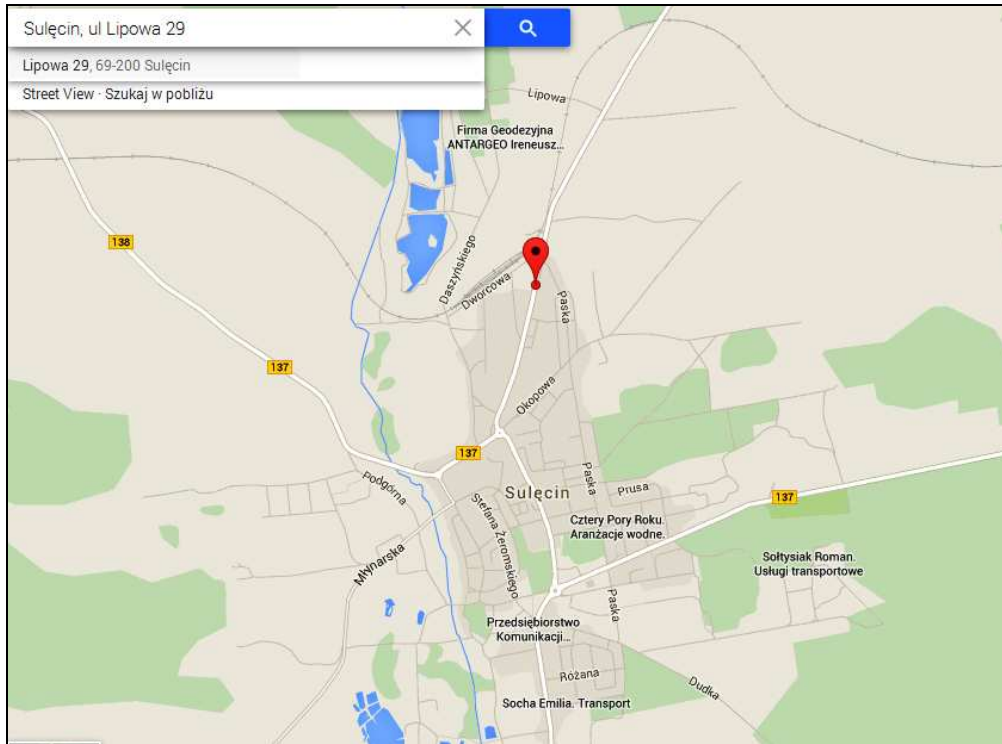 Sulęcin, ul Lipowa 29
Lipowa 29, 69-200 Sulęcin
Street View · Szukaj w pobliżu
Lipowa
Firma Geodezyjna
ANTARGEO Ireneusz...
138
Daszyńskiego
Dworcowa
Paska
137
Okopowa
137
Podgórna
Sulęcin
Paska
Prusa
137
Stefana Żeromskiego
Cztery Pory Roku.
Aranżacje wodne.
Młynarska
Sołtysiak Roman.
Usługi transportowe
Paska
Przedsiębiorstwo
Komunikacji...
Różana
Dudka
Socha Emilia. Transport